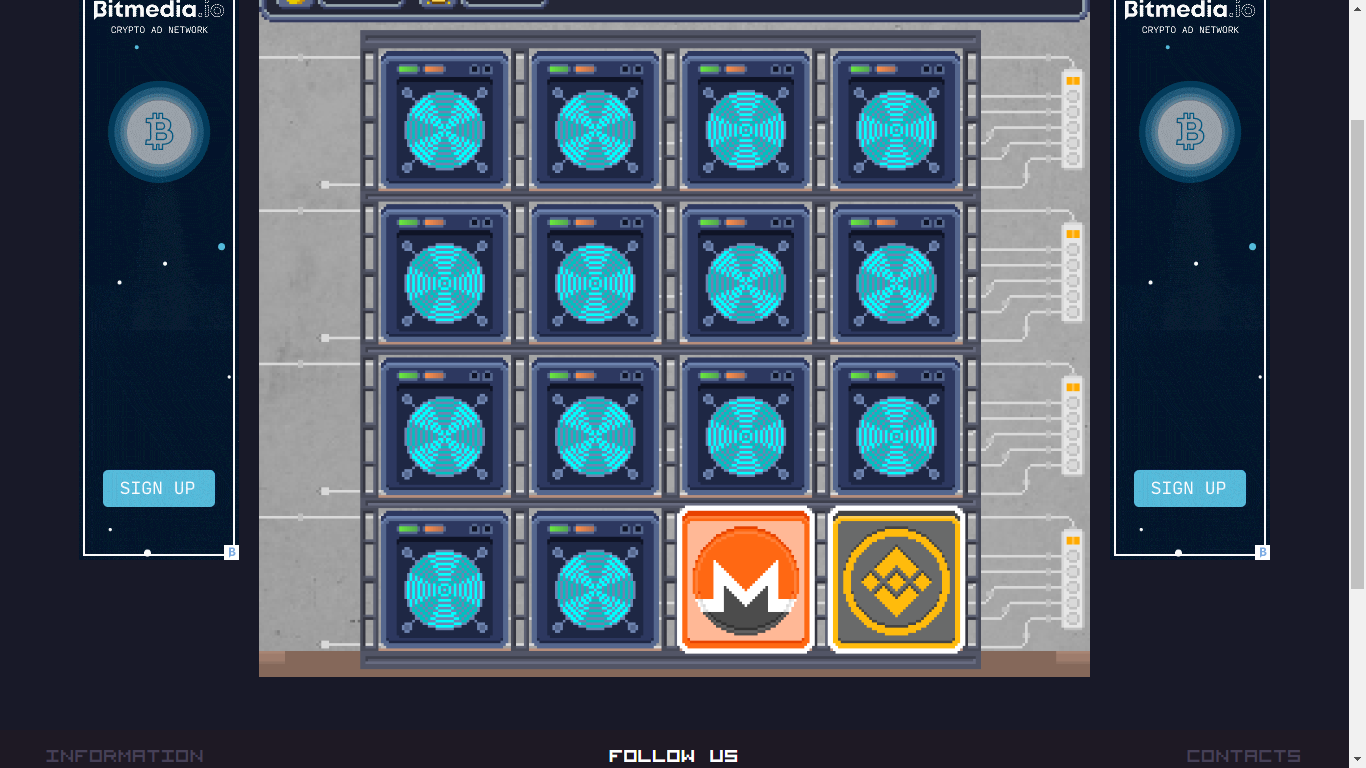 Bitmedia.io
CRYPTO AD NETWORK
SIGN UP
Bitmedia.io
CRYPTO AD NETWORK
SIGN UP
INFORMATION
FOLLOW US
CONTACTS